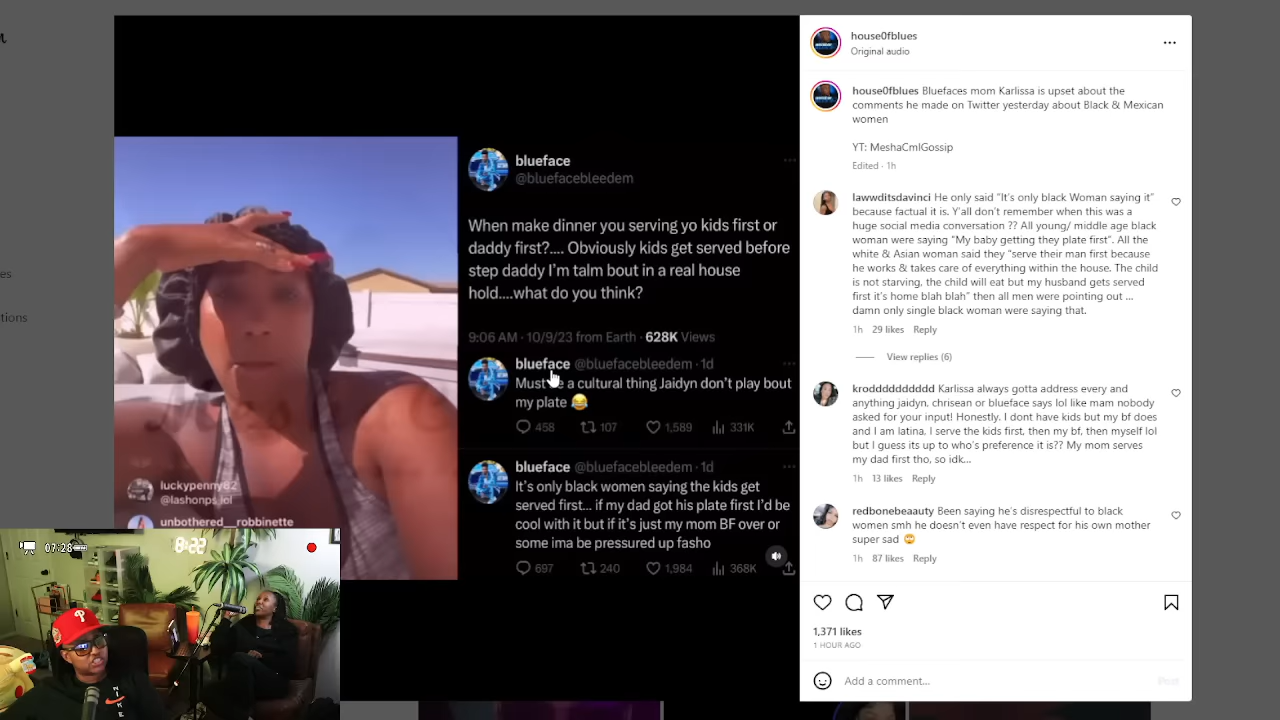 blueface
@bluefacebleedem
When make dinner you serving yo kids first or
daddy first?.... Obviously kids get served before
step daddy I'm talm bout in a real house
hold....what do you think?
9:06 AM · 10/9/23 from Earth · 628K Views
blueface @bluefacebleedem · 1d
a cultural thing Jaidyn don't play bout
my plate 😂
458 107 1,589 331K
blueface @bluefacebleedem · 1d
It's only black women saying the kids get
served first... if my dad got his plate first I'd be
cool with it but if it's just my mom BF over or
some ima be pressured up fasho
697 240 1,984 368K
luckypenny82
@lashonps_lol
unbothered__robbinette
07:28
8:22
P
NIKE
es
tions
house0fblues
Original audio
house0fblues Bluefaces mom Karlissa is upset about the
comments he made on Twitter yesterday about Black & Mexican
women
YT: MeshaCmlGossip
Edited · 1h
lawwditsdavinci He only said "It's only black Woman saying it"
because factual it is. Y'all don't remember when this was a
huge social media conversation ?? All young/ middle age black
woman were saying "My baby getting they plate first". All the
white & Asian woman said they "serve their man first because
he works & takes care of everything within the house. The child
is not starving, the child will eat but my husband gets served
first it's home blah blah" then all men were pointing out ...
damn only single black woman were saying that.
1h 29 likes Reply
View replies (6)
krodddddddddd Karlissa always gotta address every and
anything jaidyn, chrisean or blueface says lol like mam nobody
asked for your input! Honestly. I dont have kids but my bf does
and I am latina, I serve the kids first, then my bf, then myself lol
but I guess its up to who's preference it is?? My mom serves
my dad first tho, so idk...
1h 13 likes Reply
redbonebeaauty Been saying he's disrespectful to black
women smh he doesn't even have respect for his own mother
super sad 🙄
1h 87 likes Reply
1,371 likes
1 HOUR AGO
Add a comment...
Post